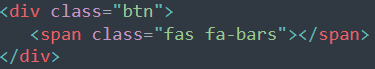 <div class="btn">
    <span class="fas fa-bars"></span>
</div>